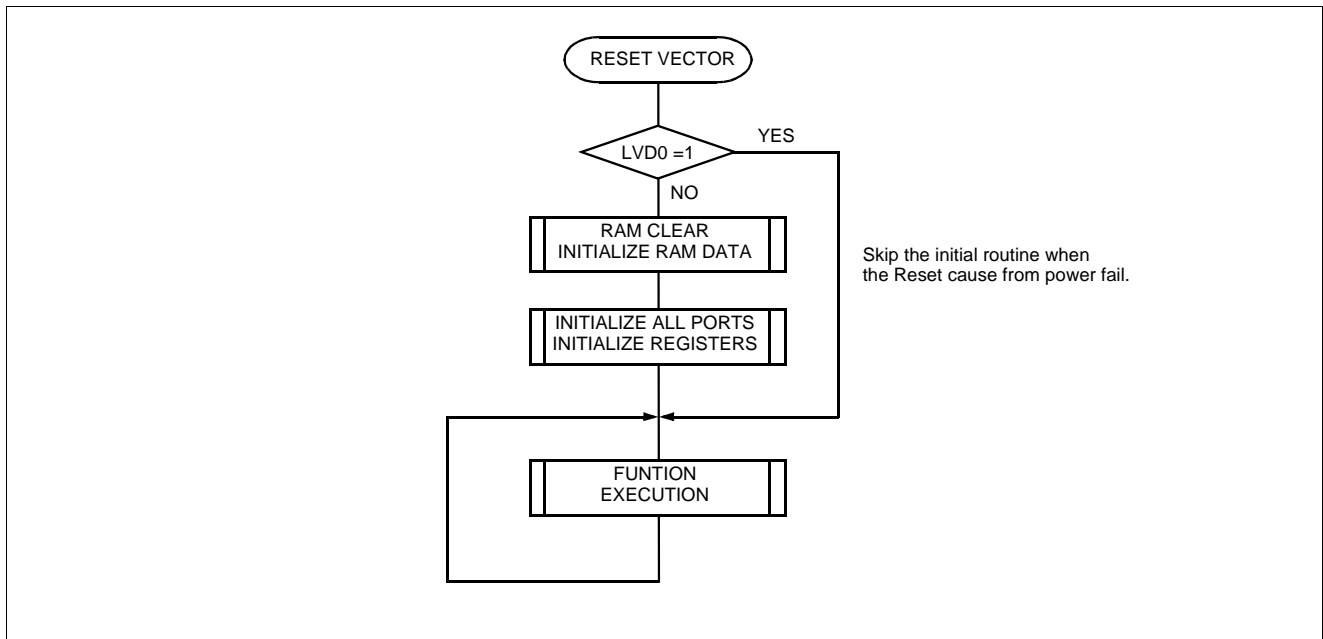 RESET VECTOR
YES
LVD0 =1
NO
RAM CLEAR
INITIALIZE RAM DATA
Skip the initial routine when
the Reset cause from power fail.
INITIALIZE ALL PORTS
INITIALIZE REGISTERS
FUNTION
EXECUTION